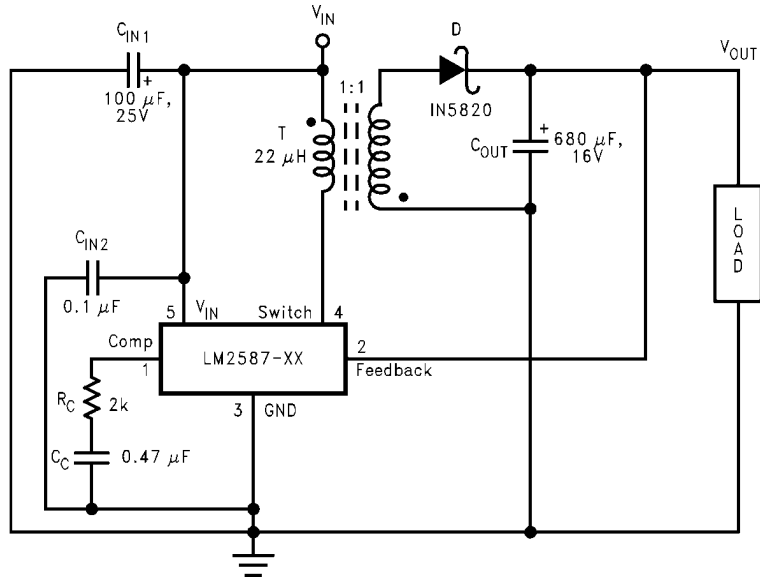 V_IN
C_IN1
+
100 μF,
25V
T
22 μH
1:1
D
IN5820
V_OUT
C_OUT
+
680 μF,
16V
LOAD
C_IN2
0.1 μF
5
V_IN
Switch
4
Comp
1
LM2587-XX
2
Feedback
R_C
2k
3
GND
C_C
0.47 μF